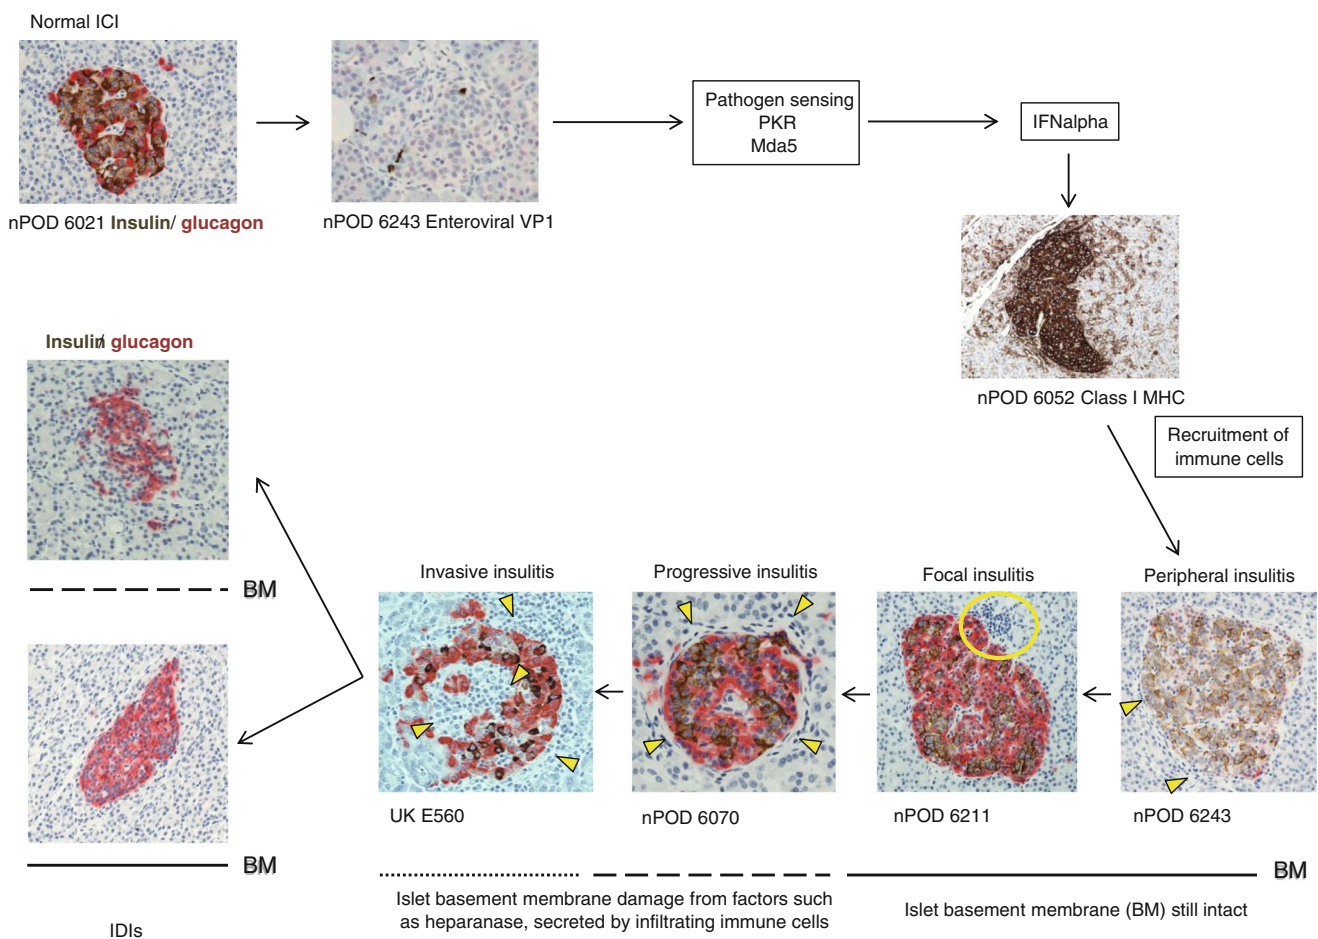 Normal ICI
nPOD 6021 Insulin/ glucagon
nPOD 6243 Enteroviral VP1
Pathogen sensing
PKR
Mda5
IFNalpha
nPOD 6052 Class I MHC
Recruitment of
immune cells
Insulin/ glucagon
BM
BM
IDIs
Invasive insulitis
UK E560
Progressive insulitis
nPOD 6070
Focal insulitis
nPOD 6211
Peripheral insulitis
nPOD 6243
BM
Islet basement membrane damage from factors such
as heparanase, secreted by infiltrating immune cells
Islet basement membrane (BM) still intact